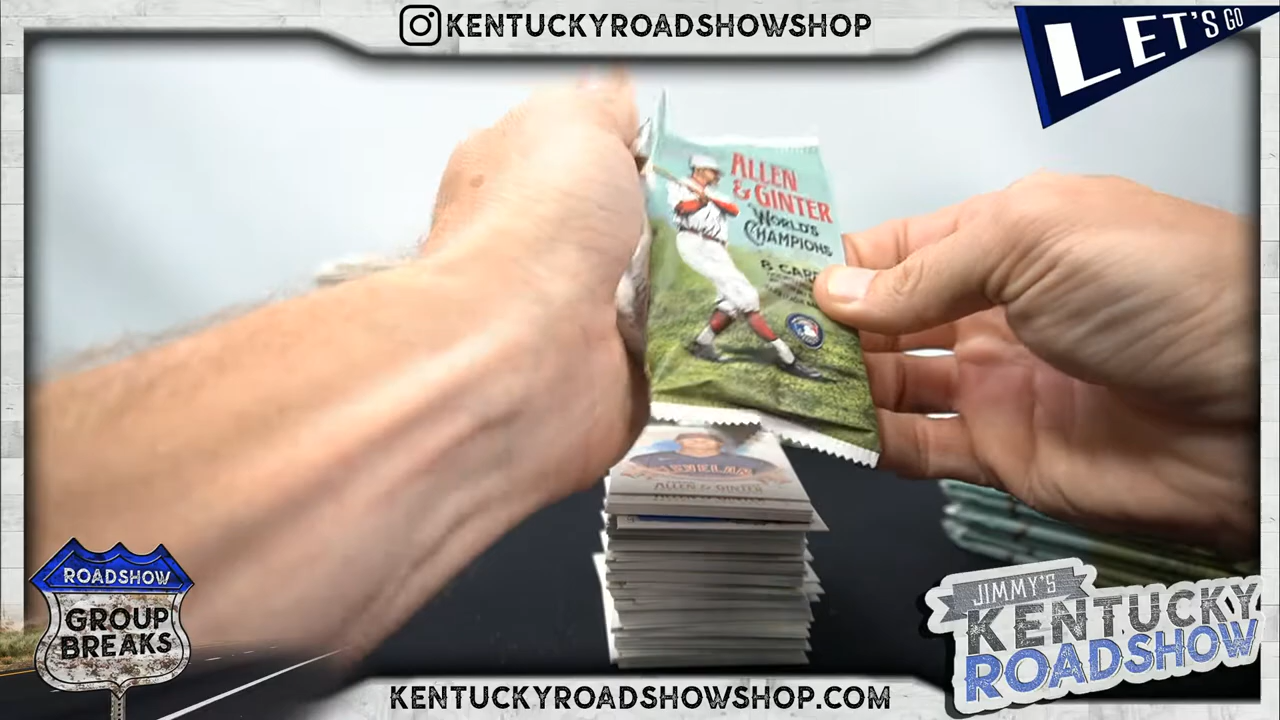 KENTUCKYROADSHOWSHOP
LET'S GO
ALLEN
& GINTER
WORLD'S
CHAMPIONS
8 CARDS
ALLEN & GINTER
ROADSHOW
GROUP
BREAKS
JIMMY'S
KENTUCKY
ROADSHOW
KENTUCKYROADSHOWSHOP.COM